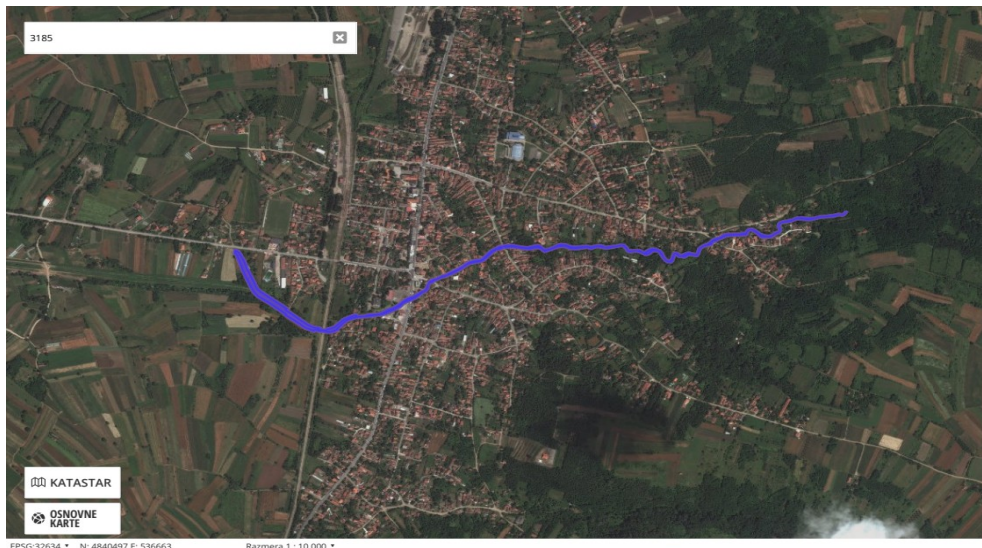 3185
KATASTAR
OSNOVNE
KARTE
EPSG:32634 N: 4840497 E: 536663 Razmera 1 : 10 000